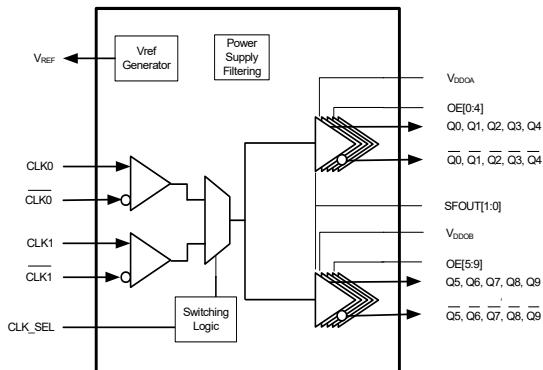 Vref
Generator
Power
Supply
Filtering
VREF
VDDOA
OE[0:4]
Q0, Q1, Q2, Q3, Q4
Q0, Q1, Q2, Q3, Q4
CLK0
CLK0
SFOUT[1:0]
CLK1
VDDOB
CLK1
OE[5:9]
Q5, Q6, Q7, Q8, Q9
Switching
Logic
Q5, Q6, Q7, Q8, Q9
CLK_SEL